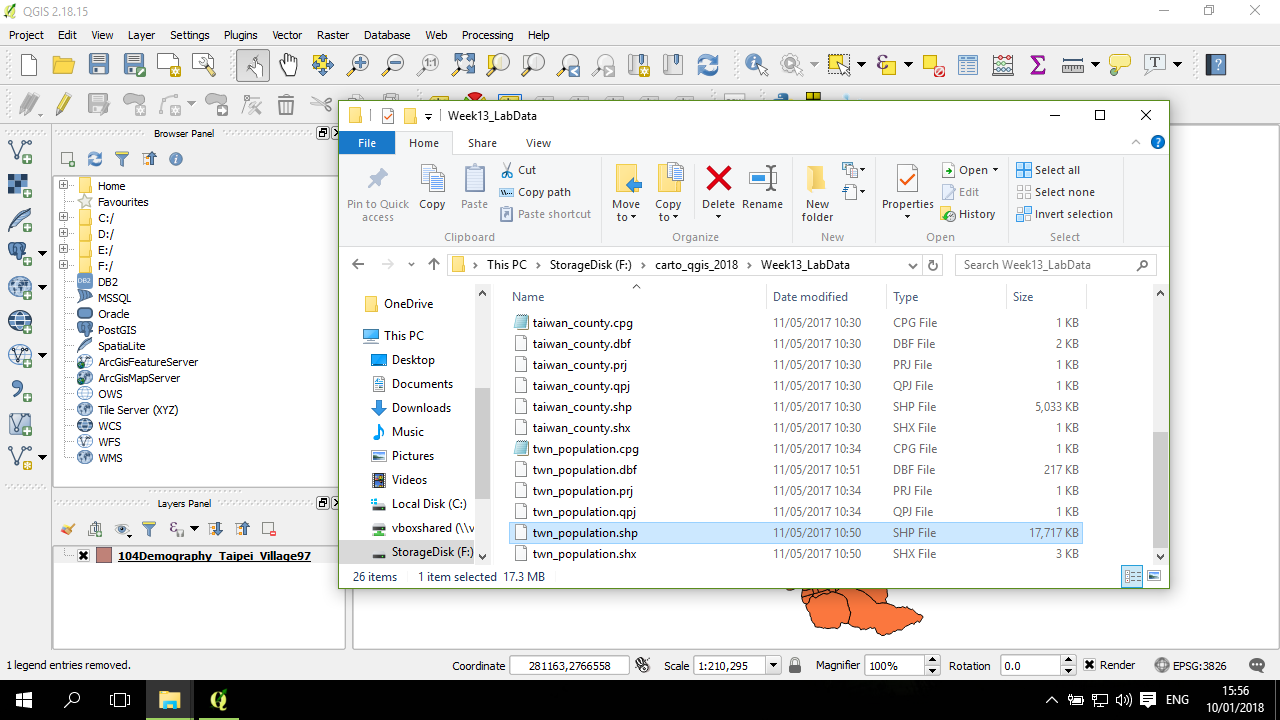 QGIS 2.18.15
Project Edit View Layer Settings Plugins Vector Raster Database Web Processing Help
Week13_LabData
File Home Share View
Browser Panel
Home
Favourites
C:/
D:/
E:/
F:/
DB2
MSSQL
Oracle
PostGIS
SpatiaLite
ArcGisFeatureServer
ArcGisMapServer
OWS
Tile Server (XYZ)
WCS
WFS
WMS
Layers Panel
104Demography_Taipei_Village97
Pin to Quick access
Copy
Paste
Cut
Copy path
Paste shortcut
Clipboard
Move to
Copy to
Delete
Rename
Organize
New folder
New
Properties
Open
Edit
History
Open
Select all
Select none
Invert selection
Select
This PC > StorageDisk (F:) > carto_qgis_2018 > Week13_LabData
Search Week13_LabData
OneDrive
This PC
Desktop
Documents
Downloads
Music
Pictures
Videos
Local Disk (C:)
vboxshared (\\v
StorageDisk (F:)
Name Date modified Type Size
taiwan_county.cpg 11/05/2017 10:30 CPG File 1 KB
taiwan_county.dbf 11/05/2017 10:30 DBF File 2 KB
taiwan_county.prj 11/05/2017 10:30 PRJ File 1 KB
taiwan_county.qpj 11/05/2017 10:30 QPJ File 1 KB
taiwan_county.shp 11/05/2017 10:30 SHP File 5,033 KB
taiwan_county.shx 11/05/2017 10:30 SHX File 1 KB
twn_population.cpg 11/05/2017 10:34 CPG File 1 KB
twn_population.dbf 11/05/2017 10:51 DBF File 217 KB
twn_population.prj 11/05/2017 10:34 PRJ File 1 KB
twn_population.qpj 11/05/2017 10:34 QPJ File 1 KB
twn_population.shp 11/05/2017 10:50 SHP File 17,717 KB
twn_population.shx 11/05/2017 10:50 SHX File 3 KB
26 items 1 item selected 17.3 MB
1 legend entries removed. Coordinate 281163,2766558 Scale 1:210,295 Magnifier 100% Rotation 0.0 Render EPSG:3826
ENG
15:56
10/01/2018